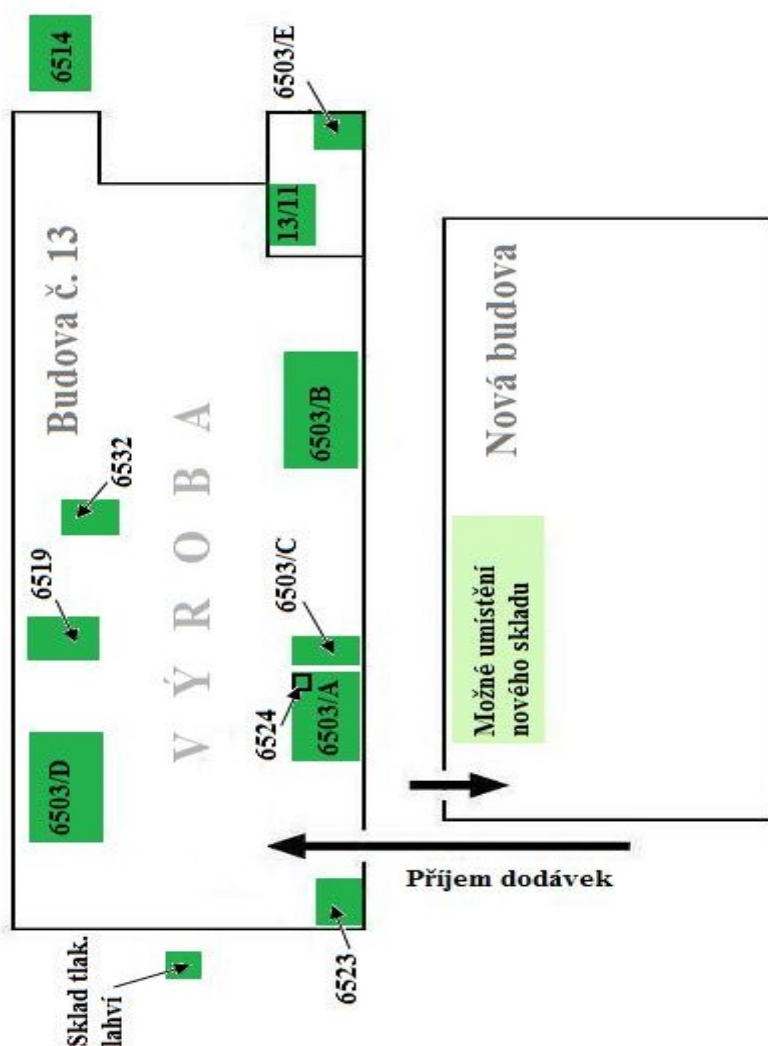 6514
6503/E
Budova č. 13
13/11
6532
6503/B
Nová budova
6519
VÝROBA
6503/C
6524
6503/A
Možné umístění
nového skladu
6503/D
Příjem dodávek
6523
Sklad tlak.
lahví